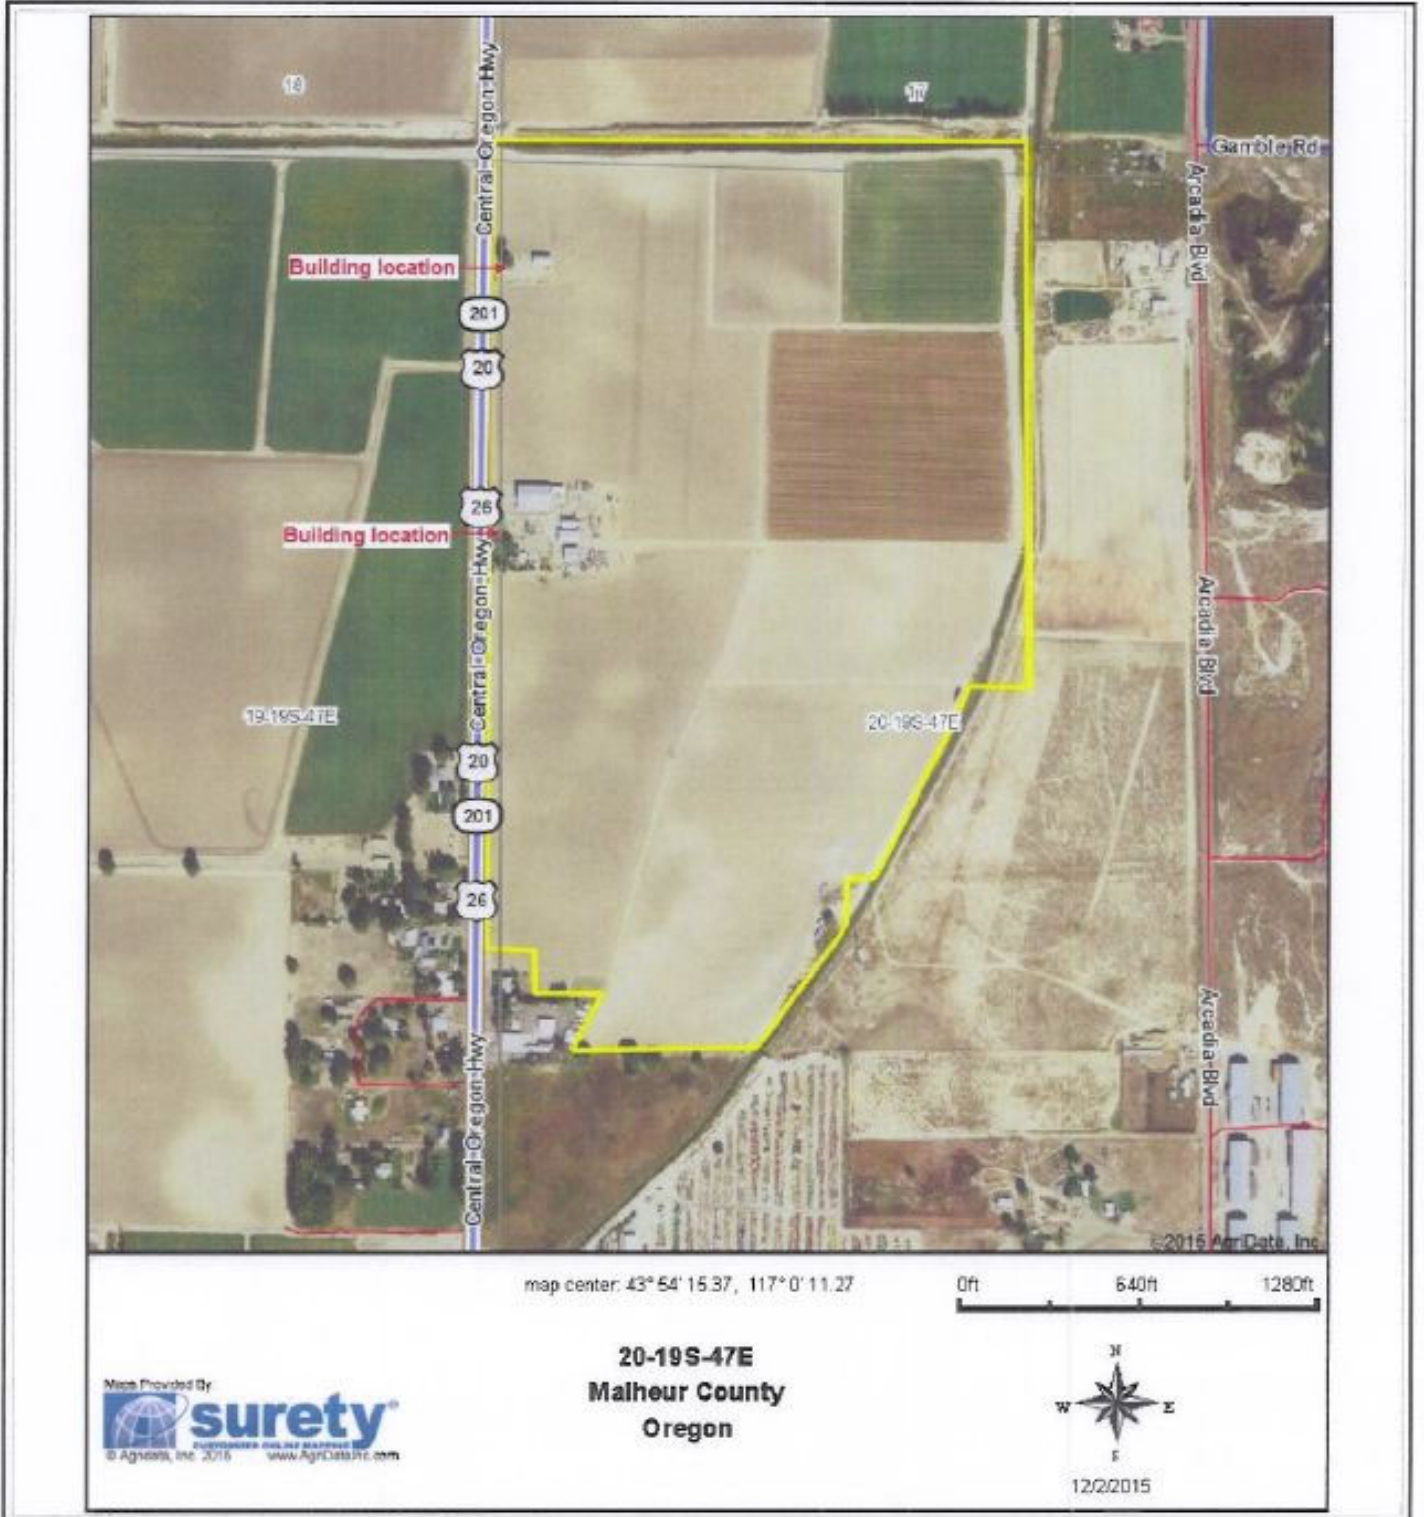 18
17
Central Oregon Hwy
Gamble Rd
Arcadia Blvd
Building location
201
20
26
Building location
Central Oregon Hwy
Arcadia Blvd
19-19S-47E
20-19S-47E
20
201
26
Arcadia Blvd
Central Oregon Hwy
©2015 AgriData, Inc.
map center: 43° 54' 15.37, 117° 0' 11.27
0ft 640ft 1280ft
20-19S-47E
Malheur County
Oregon
Maps Provided By
surety®
CUSTOMIZED ONLINE MAPPING
© Agridata, Inc. 2015 www.AgriDataInc.com
N
W E
S
12/2/2015